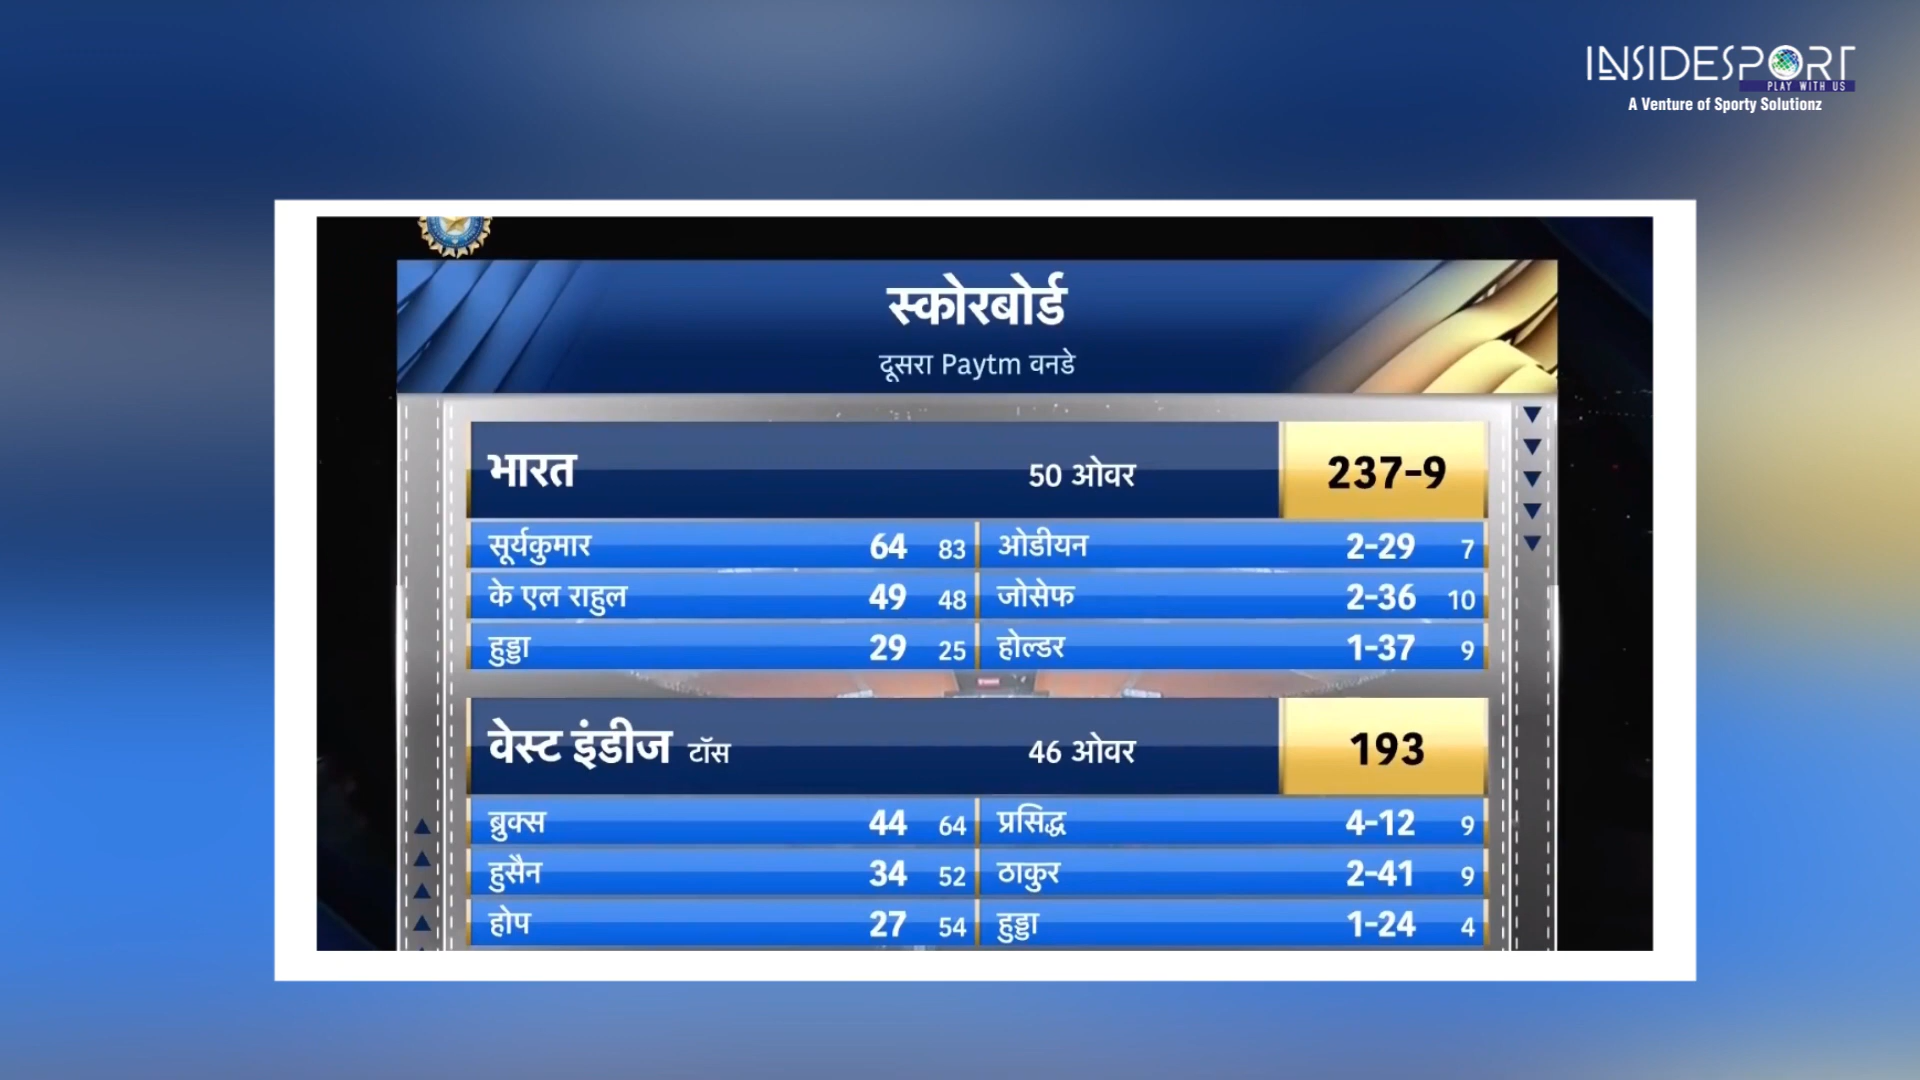 INSIDESPORT
PLAY WITH US
A Venture of Sporty Solutionz
स्कोरबोर्ड
दूसरा Paytm वनडे
भारत 50 ओवर 237-9
सूर्यकुमार 64 83 ओडीयन 2-29 7
के एल राहुल 49 48 जोसेफ 2-36 10
हुड्डा 29 25 होल्डर 1-37 9
वेस्ट इंडीज टॉस 46 ओवर 193
ब्रुक्स 44 64 प्रसिद्ध 4-12 9
हुसैन 34 52 ठाकुर 2-41 9
होप 27 54 हुड्डा 1-24 4